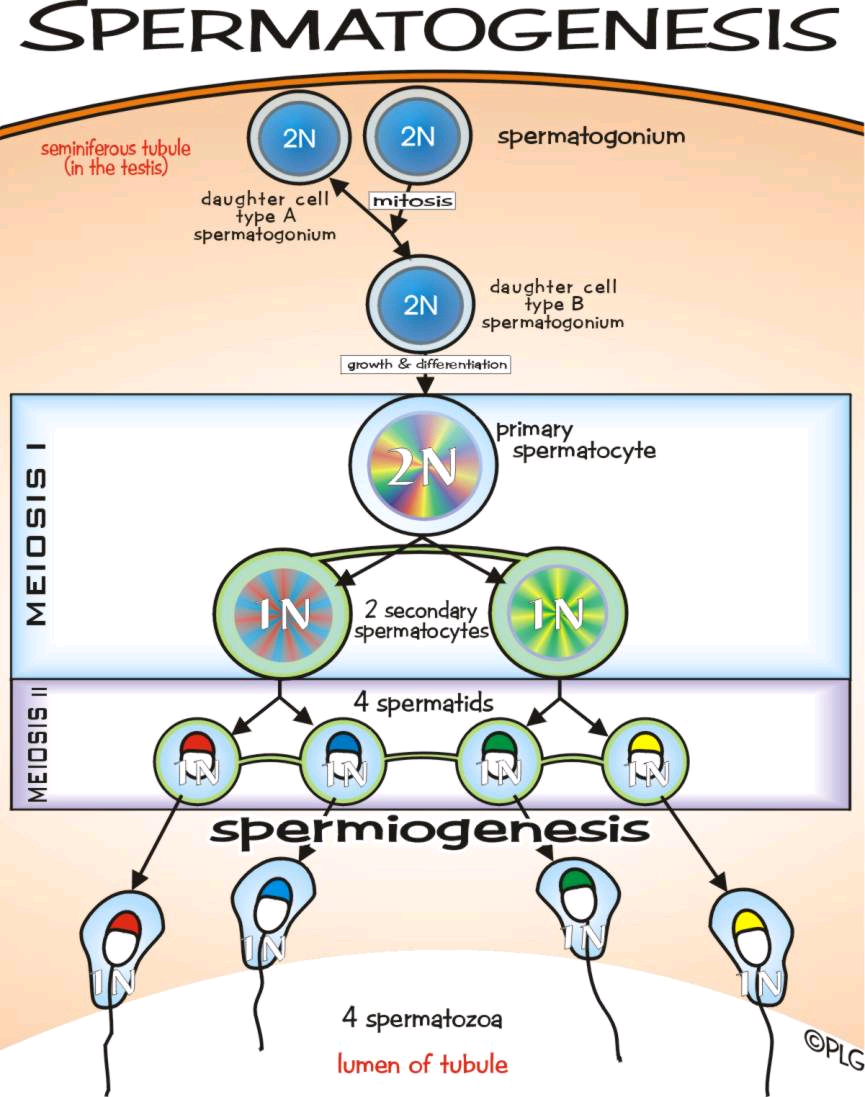 SPERMATOGENESIS
2N
2N
spermatogonium
seminiferous tubule
(in the testis)
daughter cell
type A
spermatogonium
mitosis
2N
daughter cell
type B
spermatogonium
growth & differentiation
MEIOSIS I
2N
primary
spermatocyte
1N
2 secondary
spermatocytes
1N
MEIOSIS II
4 spermatids
1N
1N
1N
1N
spermiogenesis
1N
1N
1N
1N
4 spermatozoa
lumen of tubule
©PLG